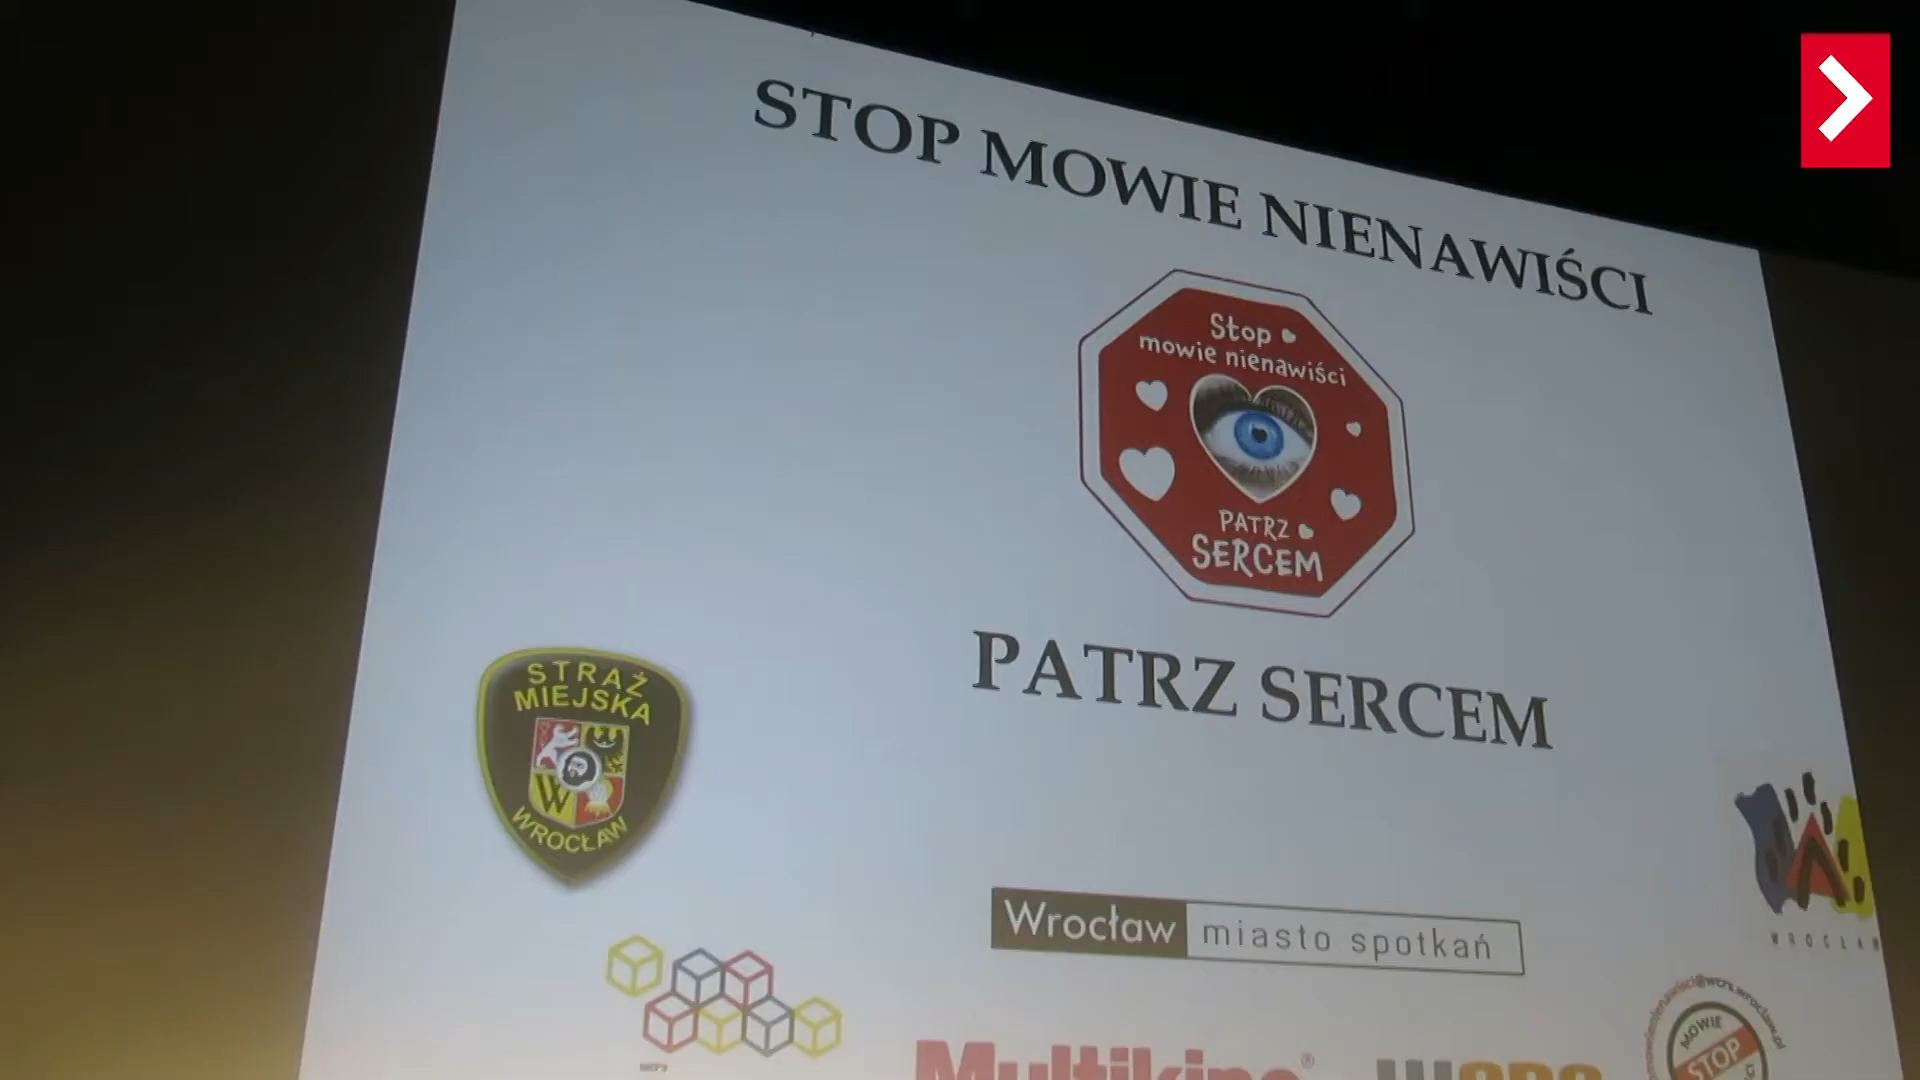 STOP MOWIE NIENAWIŚCI
Stop
mowie nienawiści
PATRZ
SERCEM
PATRZ SERCEM
STRAŻ
MIEJSKA
W
WROCŁAW
WROCŁAW
Wrocław miasto spotkań
Multikino®
MOWIE
STOP